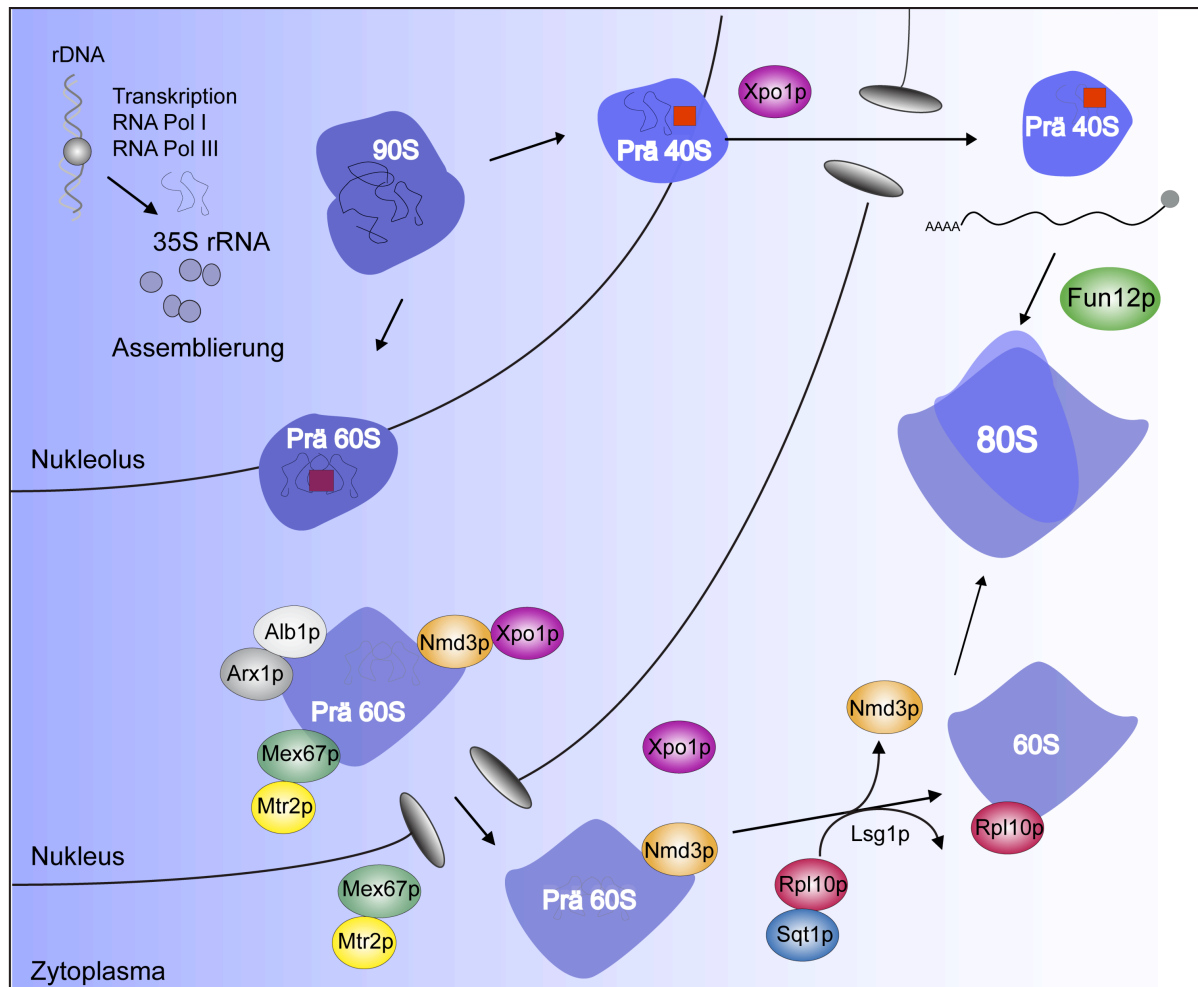 rDNA
Transkription
RNA Pol I
RNA Pol III
35S rRNA
Assemblierung
90S
Prä 40S
Xpo1p
Prä 40S
AAAA
Fun12p
80S
Prä 60S
Nukleolus
Alb1p
Arx1p
Nmd3p
Xpo1p
Prä 60S
Mex67p
Mtr2p
Nukleus
Mex67p
Mtr2p
Xpo1p
Nmd3p
Prä 60S
Nmd3p
Lsg1p
Rpl10p
Sqt1p
60S
Rpl10p
Zytoplasma